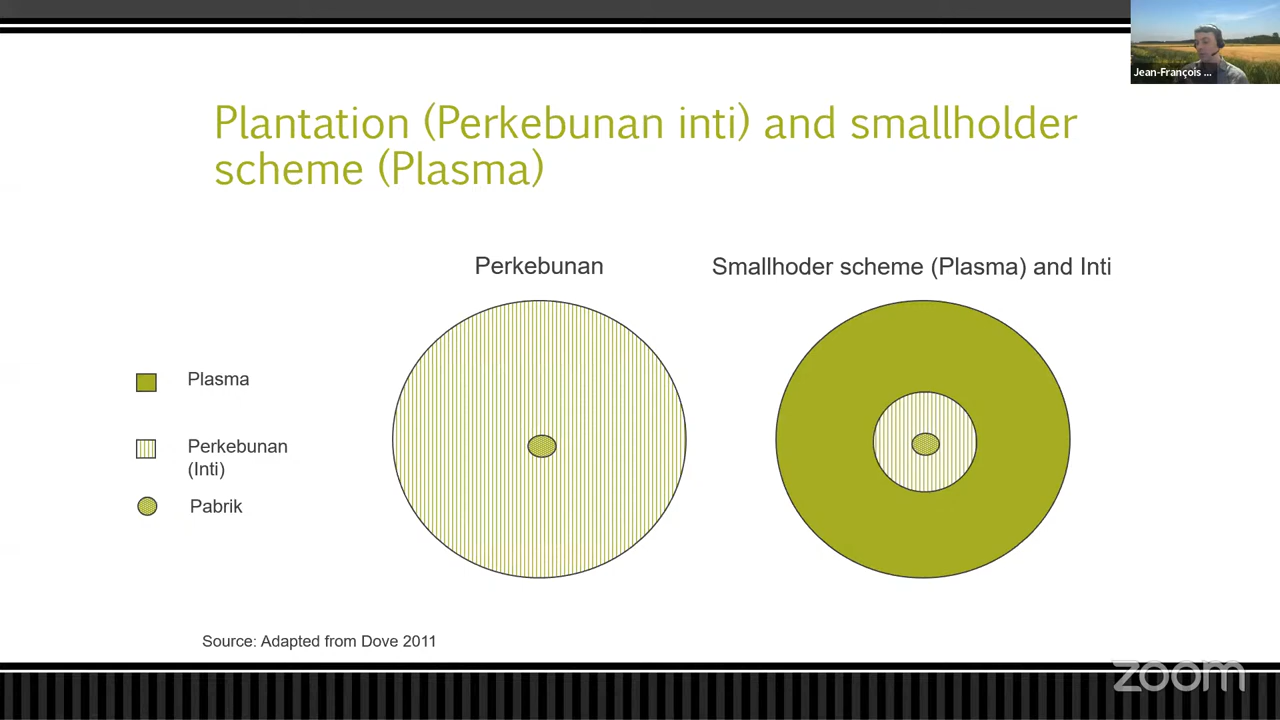 Jean-François ...
Plantation (Perkebunan inti) and smallholder
scheme (Plasma)
Perkebunan
Smallhoder scheme (Plasma) and Inti
Plasma
Perkebunan
(Inti)
Pabrik
Source: Adapted from Dove 2011
zoom